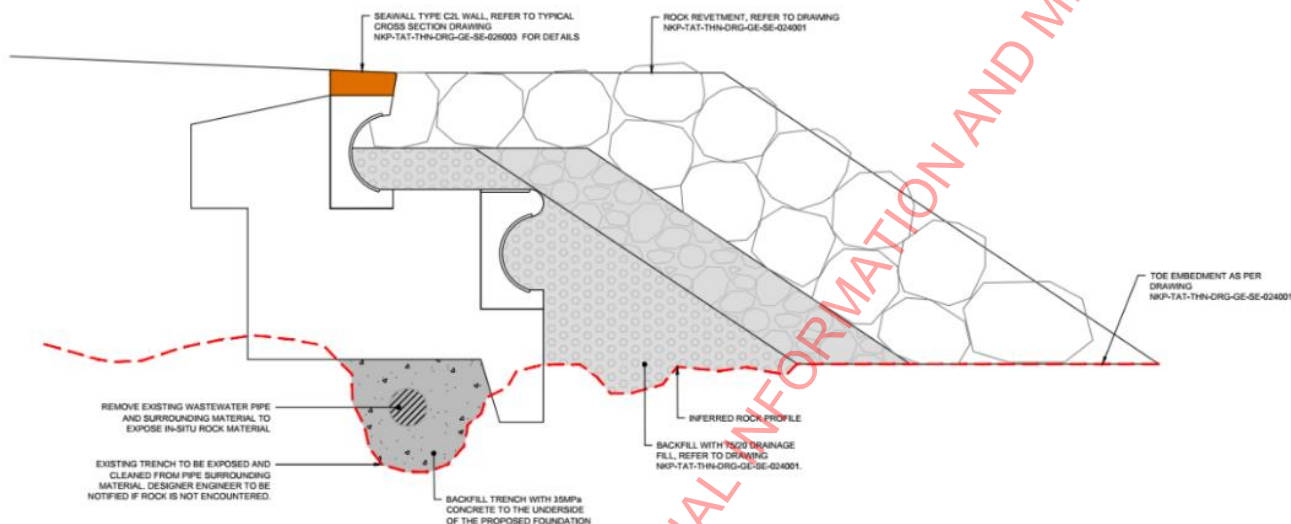 SEAWALL TYPE C2L WALL, REFER TO TYPICAL
CROSS SECTION DRAWING
NKP-TAT-THN-DRG-GE-SE-026003 FOR DETAILS
ROCK REVETMENT, REFER TO DRAWING
NKP-TAT-THN-DRG-GE-SE-024001
TOE EMBEDMENT AS PER
DRAWING
NKP-TAT-THN-DRG-GE-SE-024001
REMOVE EXISTING WASTEWATER PIPE
AND SURROUNDING MATERIAL TO
EXPOSE IN-SITU ROCK MATERIAL
INFERRED ROCK PROFILE
BACKFILL WITH 75/20 DRAINAGE
FILL, REFER TO DRAWING
NKP-TAT-THN-DRG-GE-SE-024001.
EXISTING TRENCH TO BE EXPOSED AND
CLEANED FROM PIPE SURROUNDING
MATERIAL. DESIGNER ENGINEER TO BE
NOTIFIED IF ROCK IS NOT ENCOUNTERED.
BACKFILL TRENCH WITH 35MPa
CONCRETE TO THE UNDERSIDE
OF THE PROPOSED FOUNDATION
INFORMATION AND